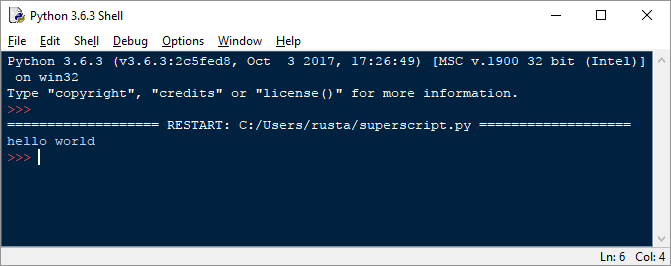 Python 3.6.3 Shell
File Edit Shell Debug Options Window Help
Python 3.6.3 (v3.6.3:2c5fed8, Oct  3 2017, 17:26:49) [MSC v.1900 32 bit (Intel)]
 on win32
Type "copyright", "credits" or "license()" for more information.
>>>
=================== RESTART: C:/Users/rusta/superscript.py ===================
hello world
>>>
Ln: 6 Col: 4